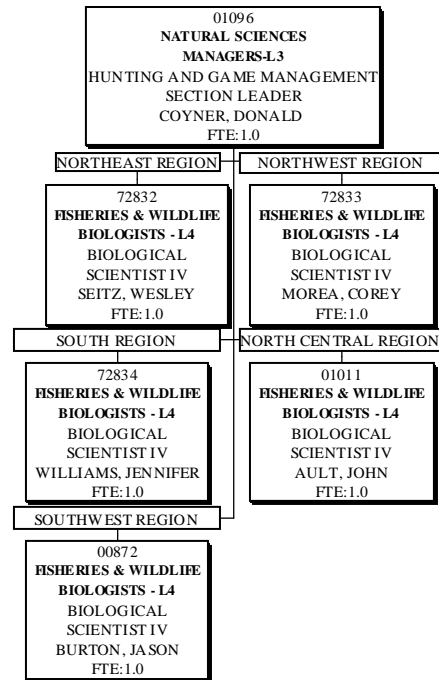 01096
NATURAL SCIENCES
MANAGERS-L3
HUNTING AND GAME MANAGEMENT
SECTION LEADER
COYNER, DONALD
FTE:1.0
NORTHEAST REGION
72832
FISHERIES & WILDLIFE
BIOLOGISTS - L4
BIOLOGICAL
SCIENTIST IV
SEITZ, WESLEY
FTE:1.0
NORTHWEST REGION
72833
FISHERIES & WILDLIFE
BIOLOGISTS - L4
BIOLOGICAL
SCIENTIST IV
MOREA, COREY
FTE:1.0
SOUTH REGION
72834
FISHERIES & WILDLIFE
BIOLOGISTS - L4
BIOLOGICAL
SCIENTIST IV
WILLIAMS, JENNIFER
FTE:1.0
NORTH CENTRAL REGION
01011
FISHERIES & WILDLIFE
BIOLOGISTS - L4
BIOLOGICAL
SCIENTIST IV
AULT, JOHN
FTE:1.0
SOUTHWEST REGION
00872
FISHERIES & WILDLIFE
BIOLOGISTS - L4
BIOLOGICAL
SCIENTIST IV
BURTON, JASON
FTE:1.0